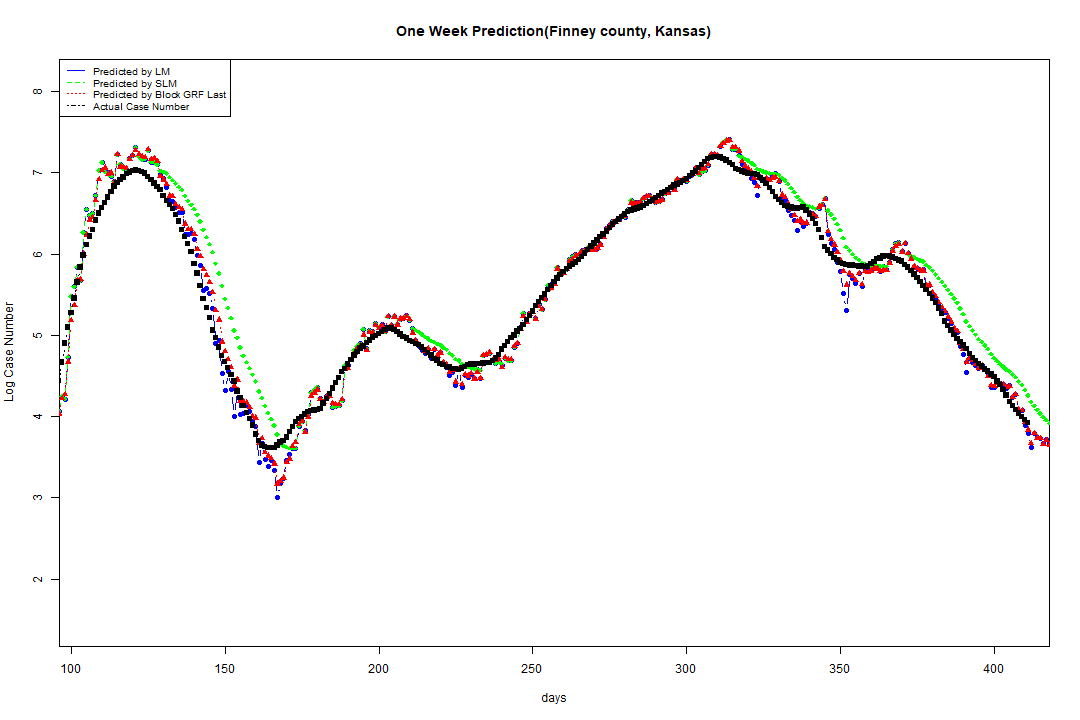 One Week Prediction(Finney county, Kansas)
Predicted by LM
Predicted by SLM
Predicted by Block GRF Last
Actual Case Number
8
7
6
5
4
3
2
Log Case Number
100 150 200 250 300 350 400
days